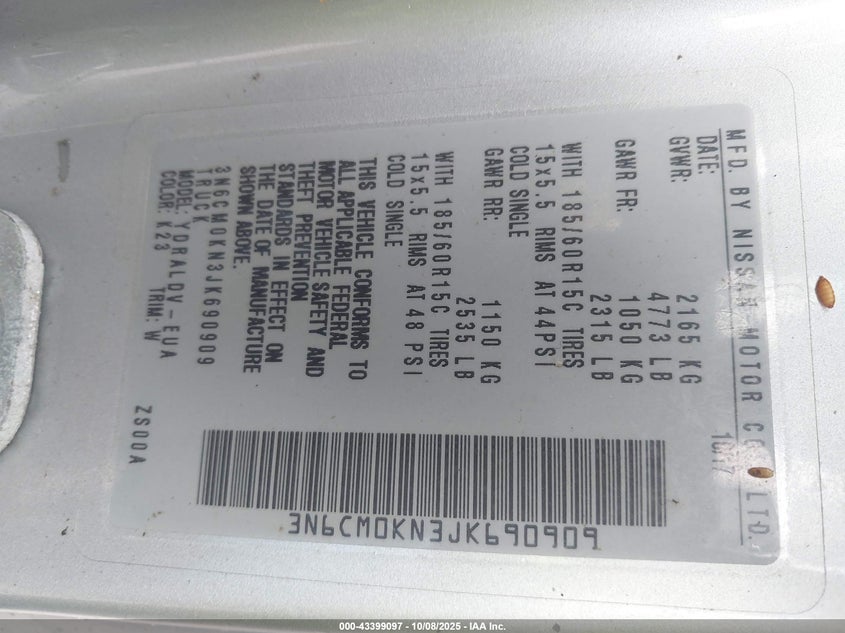 MFD. BY NISSAN MOTOR CO., LTD.
DATE: 10/17
GVWR: 2165 KG
4773 LB
GAWR FR: 1050 KG
2315 LB
WITH 185/60R15C TIRES
15x5.5 RIMS AT 44PSI
COLD SINGLE
GAWR RR: 1150 KG
2535 LB
WITH 185/60R15C TIRES
15x5.5 RIMS AT 48 PSI
COLD SINGLE
THIS VEHICLE CONFORMS TO
ALL APPLICABLE FEDERAL
MOTOR VEHICLE SAFETY AND
THEFT PREVENTION
STANDARDS IN EFFECT ON
THE DATE OF MANUFACTURE
SHOWN ABOVE.
3N6CM0KN3JK690909
TRUCK
MODEL: YDRALDV-EUA
COLOR: K23 TRIM: W
ZS00A
3N6CM0KN3JK690909
000-43399097 - 10/08/2025 - IAA Inc.